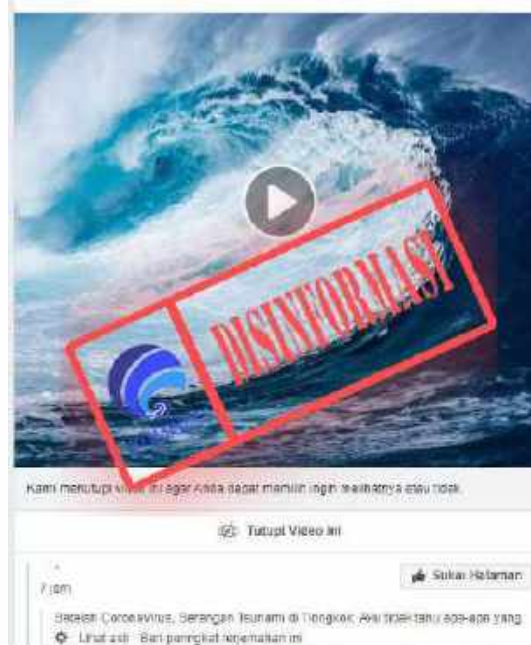 DISINFORMASI
Kami menutupi video ini agar Anda dapat memilih ingin melihatnya atau tidak.
Tutupi Video Ini
7 jam
Sukai Halaman
Setelah Coronavirus, Serangan Tsunami di Tiongkok. Aku tidak tahu apa-apa yang
Lihat asli · Beri peringkat terjemahan ini